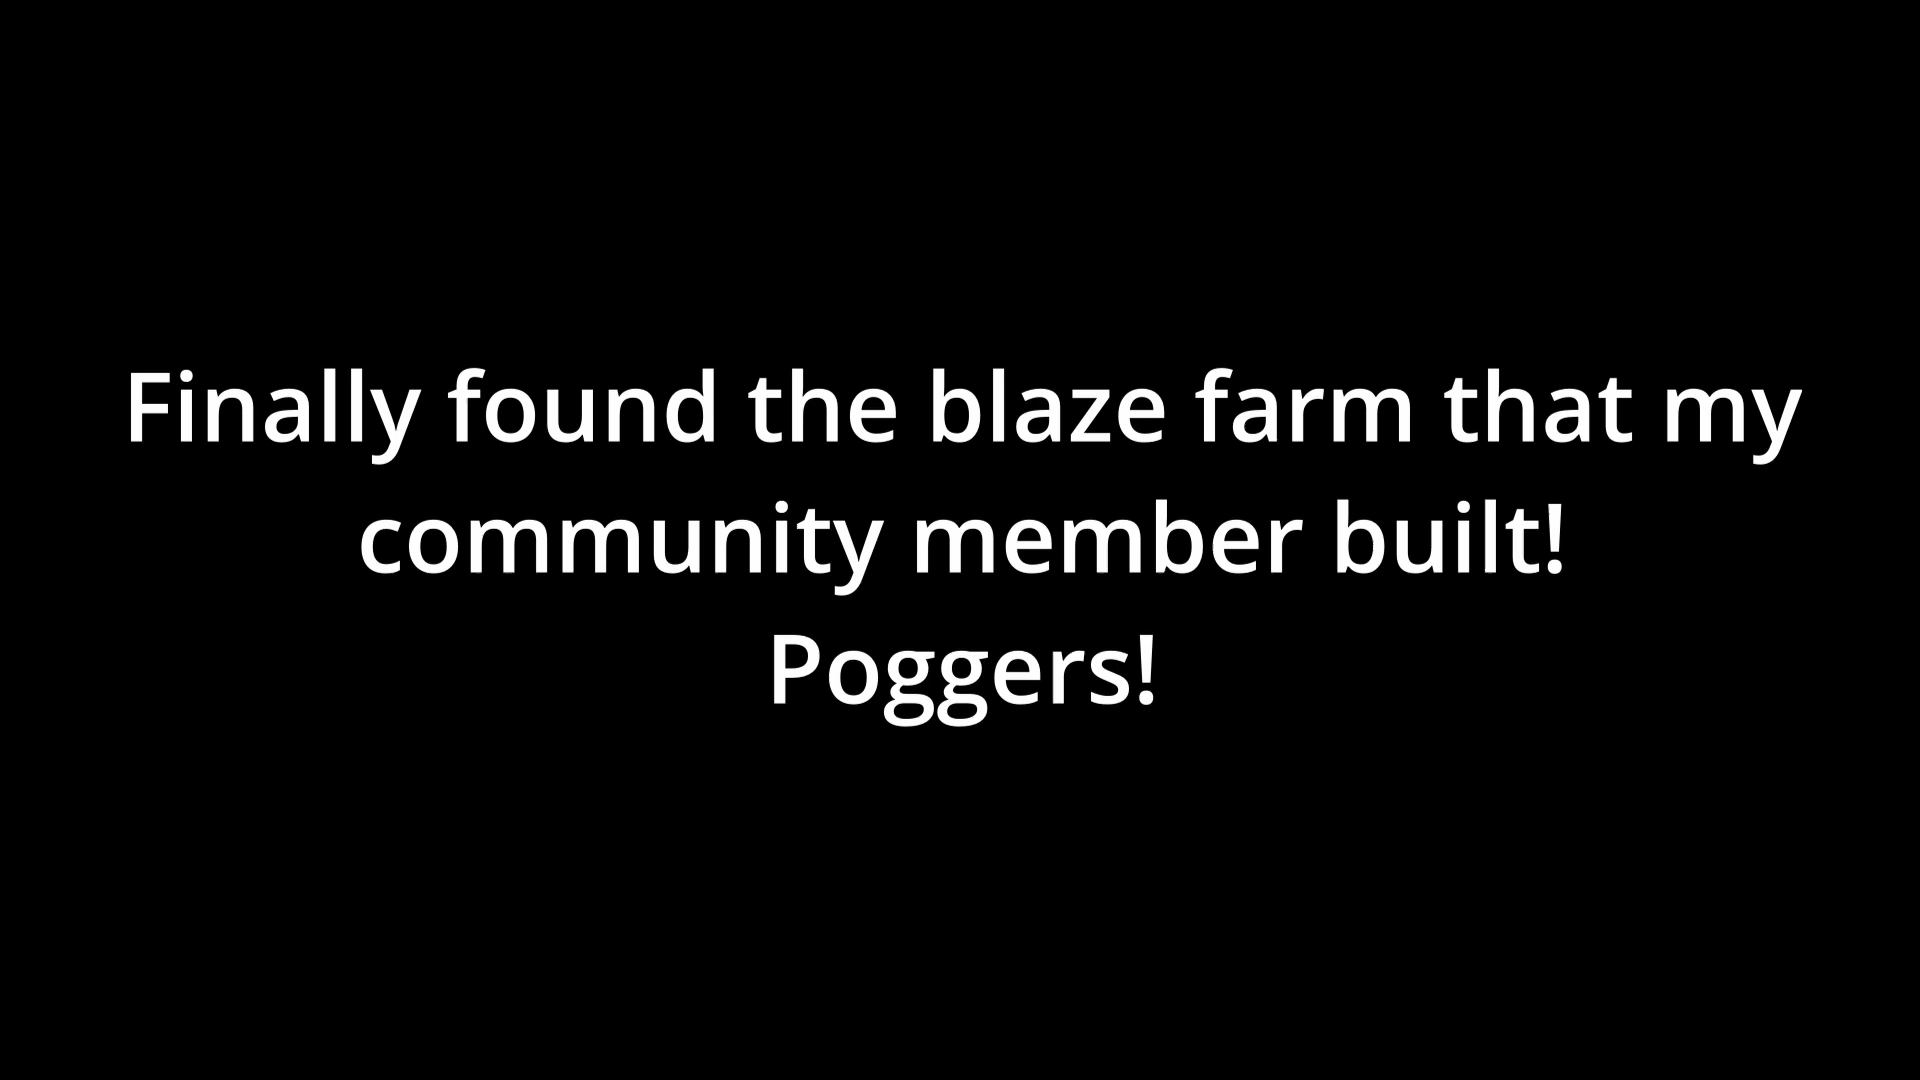 Finally found the blaze farm that my
community member built!
Poggers!